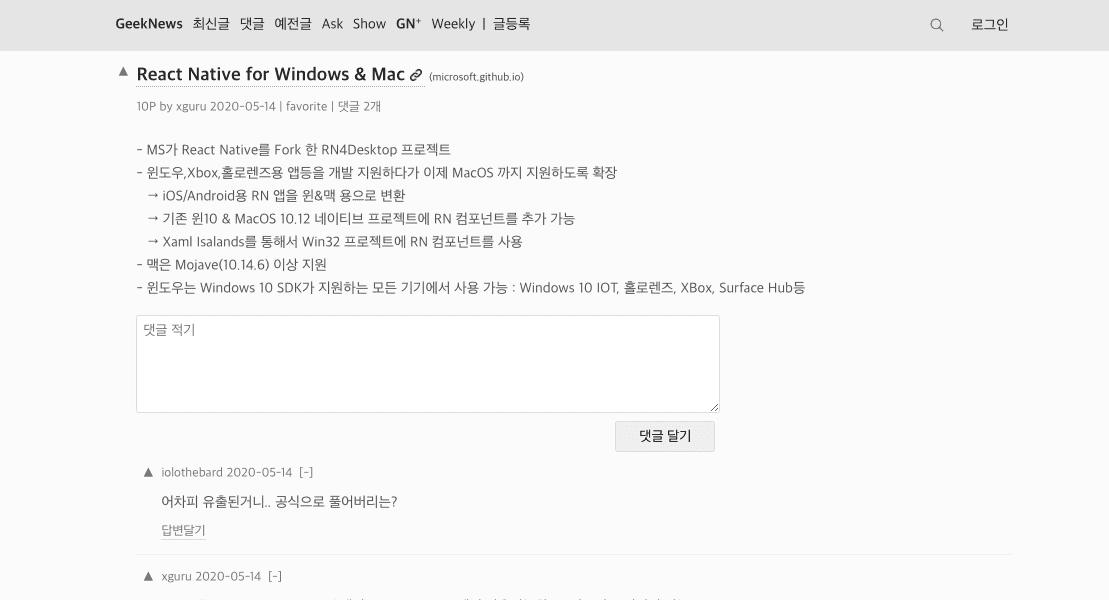 GeekNews 최신글 댓글 예전글 Ask Show GN+ Weekly | 글등록 로그인
▲ React Native for Windows & Mac (microsoft.github.io)
10P by xguru 2020-05-14 | favorite | 댓글 2개
- MS가 React Native를 Fork 한 RN4Desktop 프로젝트
- 윈도우,Xbox,홀로렌즈용 앱등을 개발 지원하다가 이제 MacOS 까지 지원하도록 확장
→ iOS/Android용 RN 앱을 윈&맥 용으로 변환
→ 기존 윈10 & MacOS 10.12 네이티브 프로젝트에 RN 컴포넌트를 추가 가능
→ Xaml Isalands를 통해서 Win32 프로젝트에 RN 컴포넌트를 사용
- 맥은 Mojave(10.14.6) 이상 지원
- 윈도우는 Windows 10 SDK가 지원하는 모든 기기에서 사용 가능 : Windows 10 IOT, 홀로렌즈, XBox, Surface Hub등
댓글 적기
댓글 달기
▲ iolothebard 2020-05-14 [-]
어차피 유출된거니.. 공식으로 풀어버리는?
답변달기
▲ xguru 2020-05-14 [-]